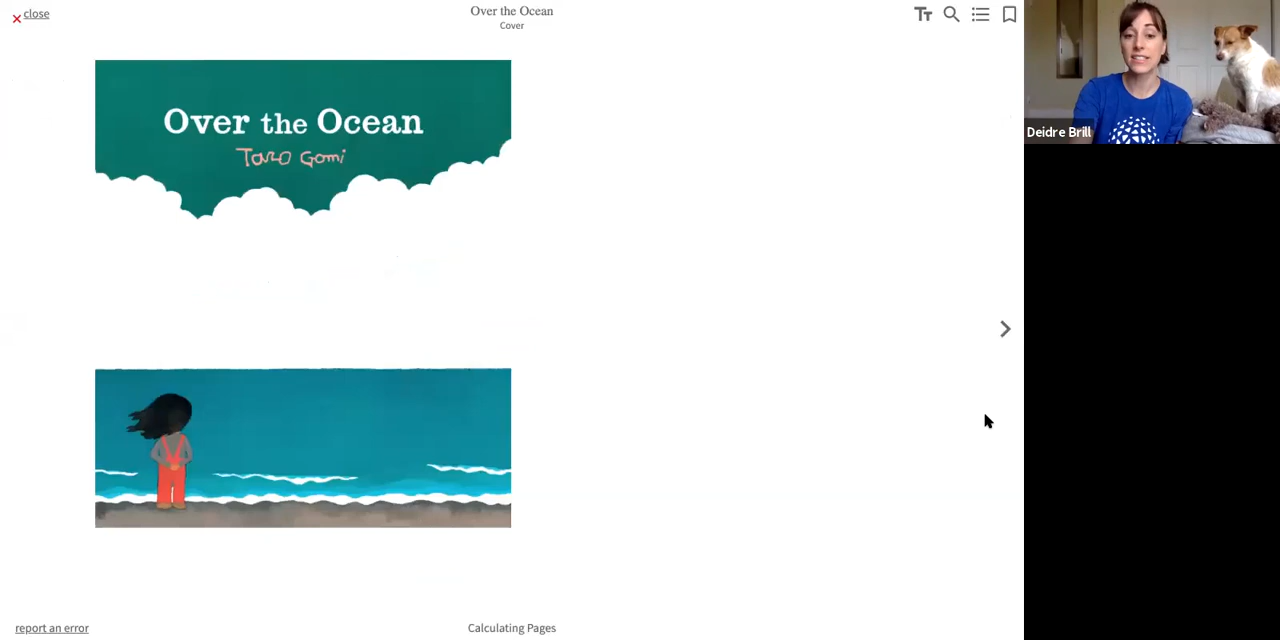 close
Over the Ocean
Cover
Over the Ocean
Taro Gomi
Deidre Brill
report an error
Calculating Pages